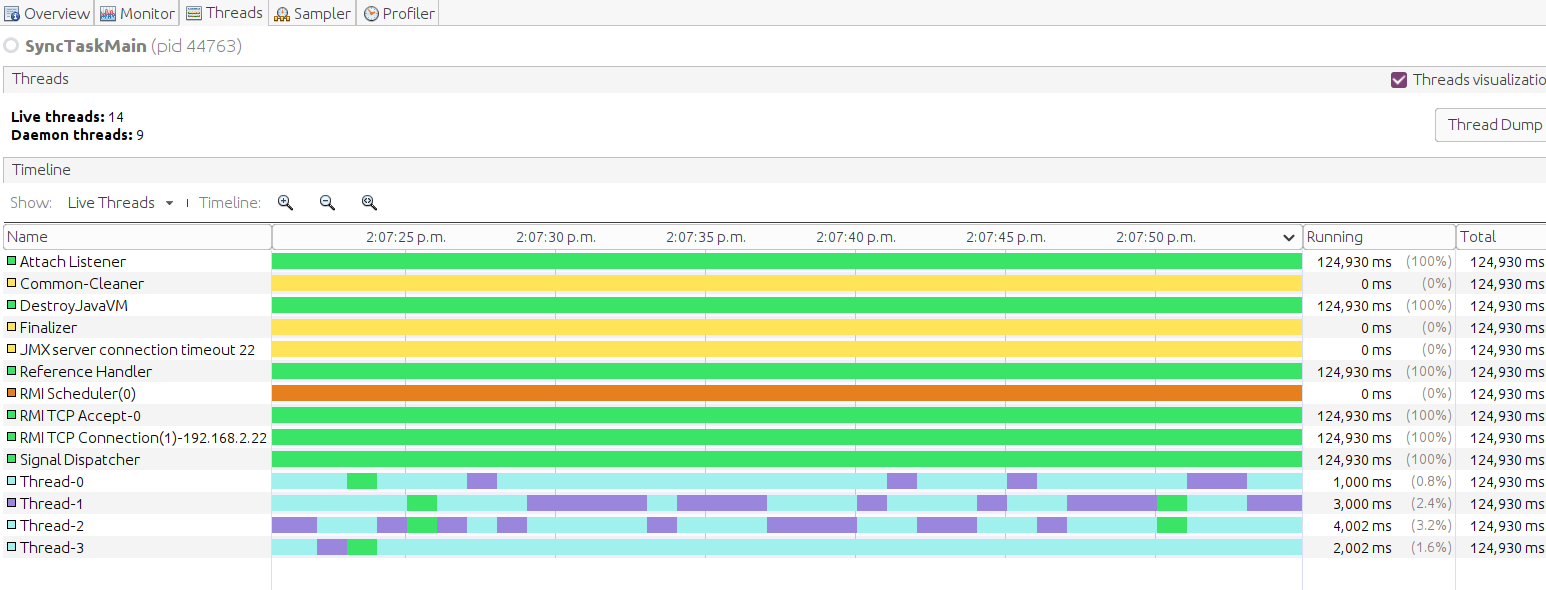 Overview Monitor Threads Sampler Profiler
SyncTaskMain (pid 44763)
Threads Threads visualizatio
Live threads: 14
Daemon threads: 9
Thread Dump
Timeline
Show: Live Threads Timeline:
Name 2:07:25 p.m. 2:07:30 p.m. 2:07:35 p.m. 2:07:40 p.m. 2:07:45 p.m. 2:07:50 p.m. Running Total
Attach Listener 124,930 ms (100%) 124,930 ms
Common-Cleaner 0 ms (0%) 124,930 ms
DestroyJavaVM 124,930 ms (100%) 124,930 ms
Finalizer 0 ms (0%) 124,930 ms
JMX server connection timeout 22 0 ms (0%) 124,930 ms
Reference Handler 124,930 ms (100%) 124,930 ms
RMI Scheduler(0) 0 ms (0%) 124,930 ms
RMI TCP Accept-0 124,930 ms (100%) 124,930 ms
RMI TCP Connection(1)-192.168.2.22 124,930 ms (100%) 124,930 ms
Signal Dispatcher 124,930 ms (100%) 124,930 ms
Thread-0 1,000 ms (0.8%) 124,930 ms
Thread-1 3,000 ms (2.4%) 124,930 ms
Thread-2 4,002 ms (3.2%) 124,930 ms
Thread-3 2,002 ms (1.6%) 124,930 ms